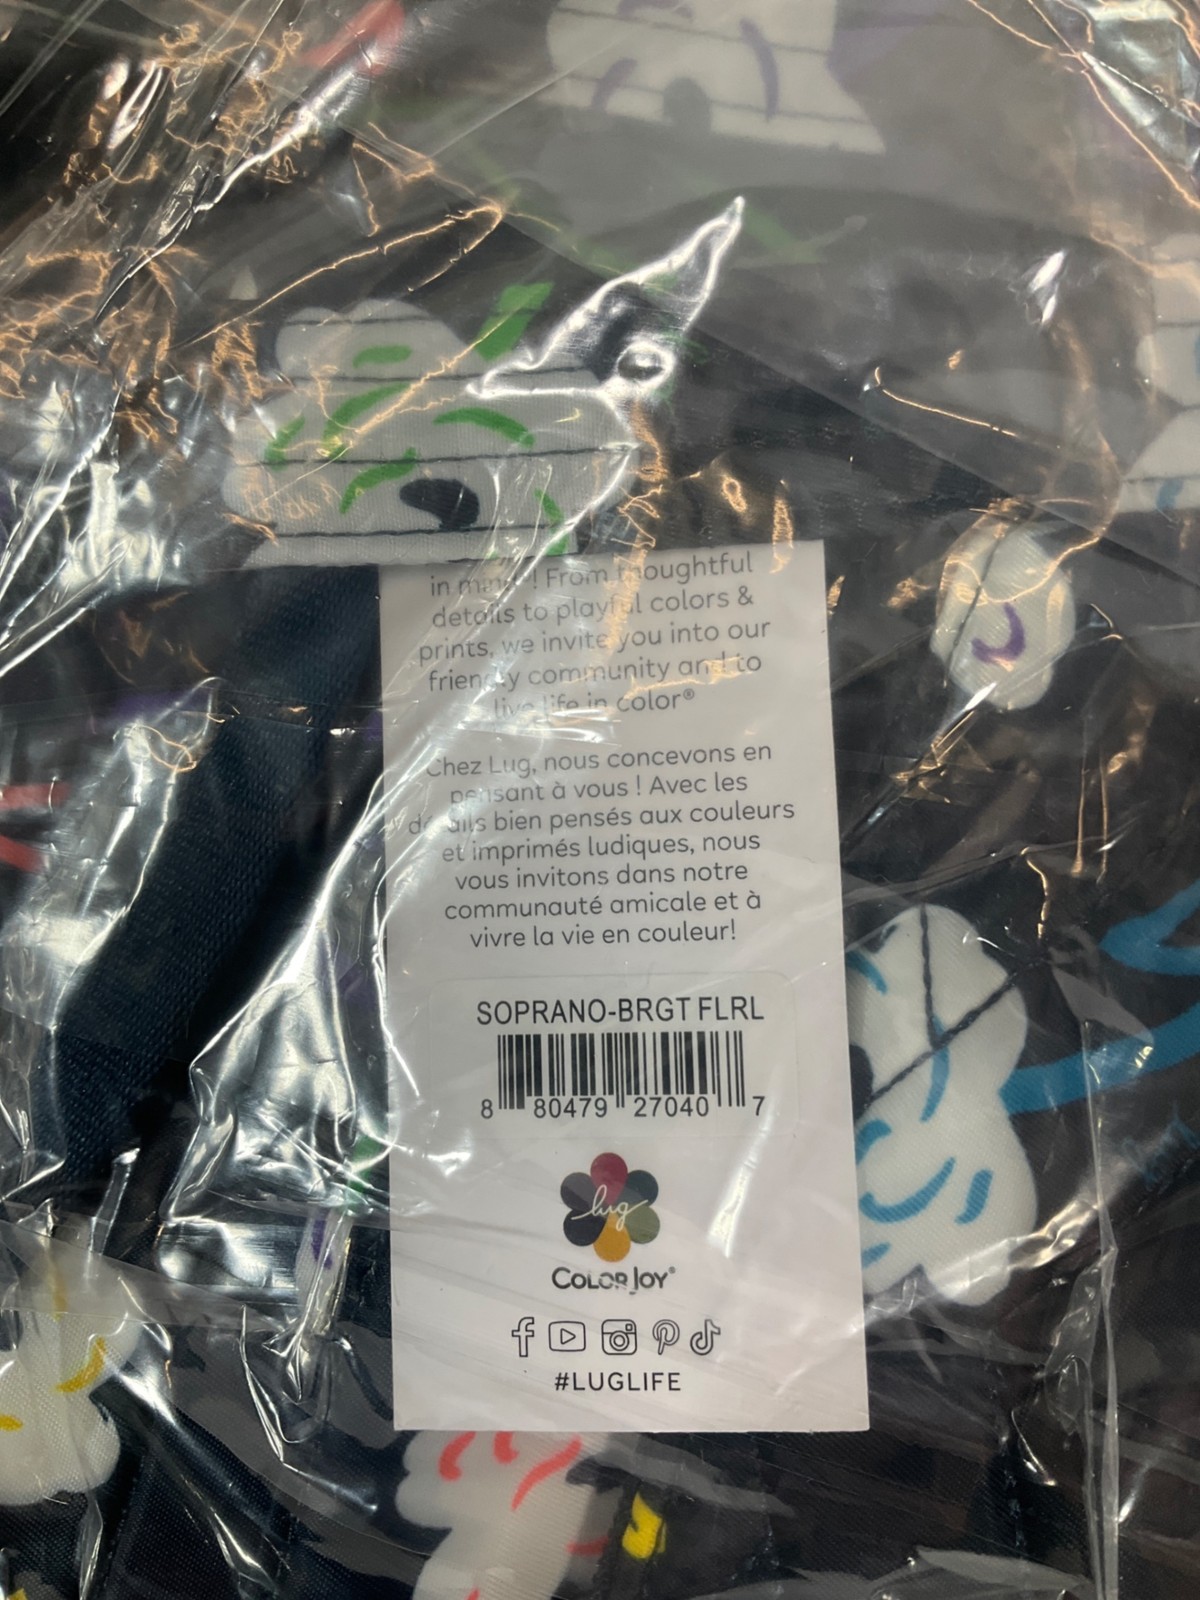 in mind! From thoughtful
details to playful colors &
prints, we invite you into our
friendly community and to
live life in color®
Chez Lug, nous concevons en
pensant à vous ! Avec les
détails bien pensés aux couleurs
et imprimés ludiques, nous
vous invitons dans notre
communauté amicale et à
vivre la vie en couleur!
SOPRANO-BRGT FLRL
8 80479 27040 7
lug
COLOR JOY®
#LUGLIFE